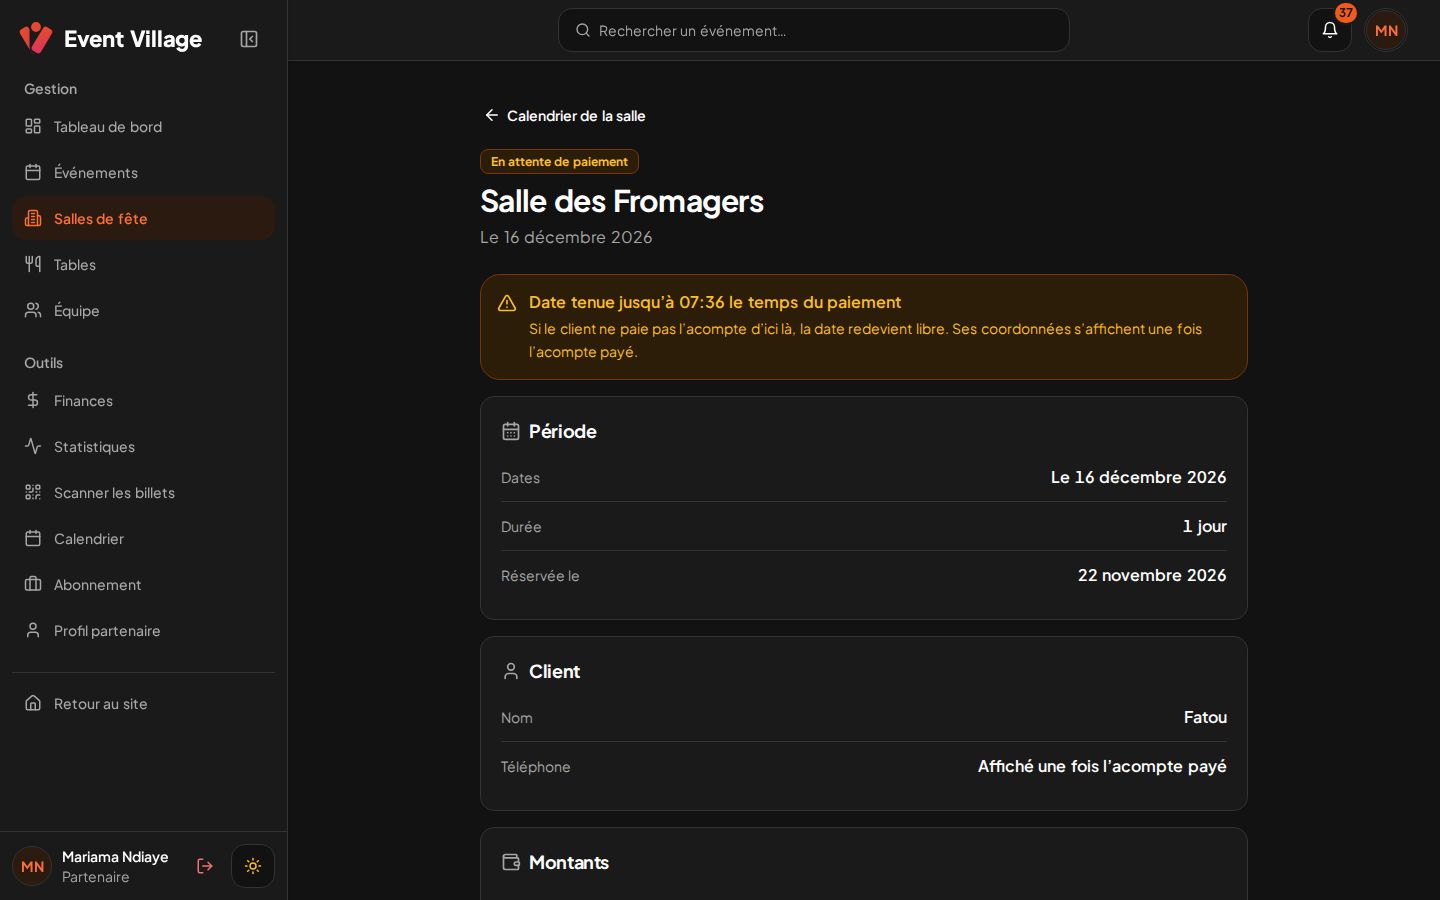 Event Village
Gestion
Tableau de bord
Événements
Salles de fête
Tables
Équipe
Outils
Finances
Statistiques
Scanner les billets
Calendrier
Abonnement
Profil partenaire
Retour au site
MN
Mariama Ndiaye
Partenaire
Rechercher un événement...
37
MN
Calendrier de la salle
En attente de paiement
Salle des Fromagers
Le 16 décembre 2026
Date tenue jusqu’à 07:36 le temps du paiement
Si le client ne paie pas l’acompte d’ici là, la date redevient libre. Ses coordonnées s’affichent une fois
l’acompte payé.
Période
Dates Le 16 décembre 2026
Durée 1 jour
Réservée le 22 novembre 2026
Client
Nom Fatou
Téléphone Affiché une fois l’acompte payé
Montants